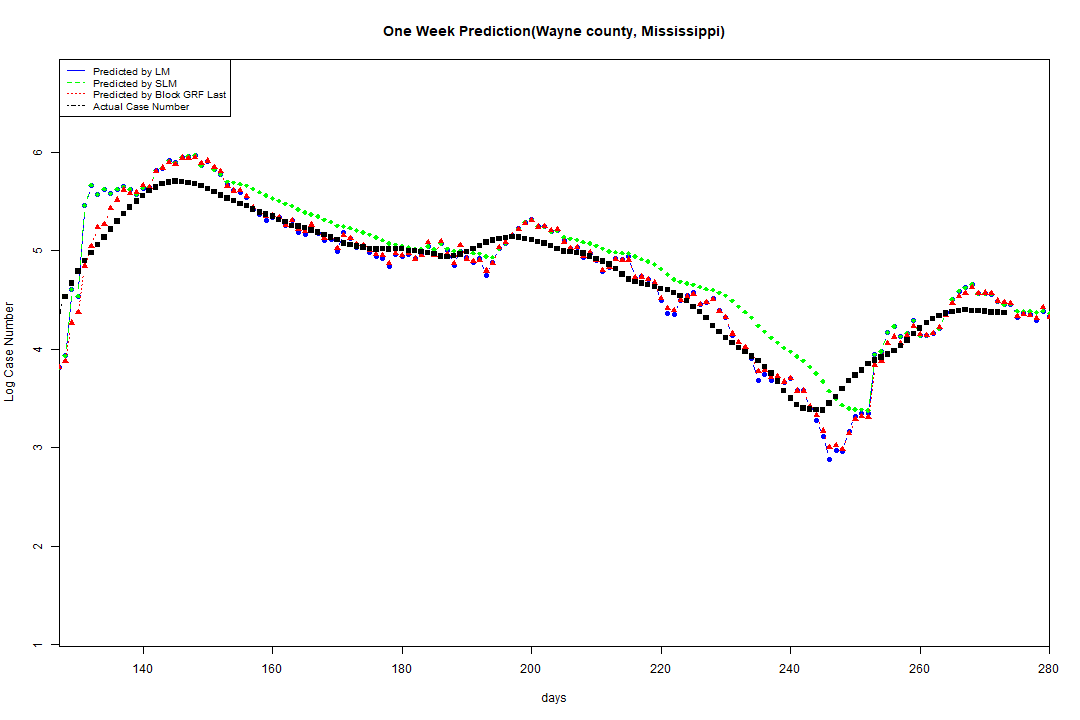 One Week Prediction(Wayne county, Mississippi)
Predicted by LM
Predicted by SLM
Predicted by Block GRF Last
Actual Case Number
6
5
4
3
2
1
Log Case Number
140 160 180 200 220 240 260 280
days